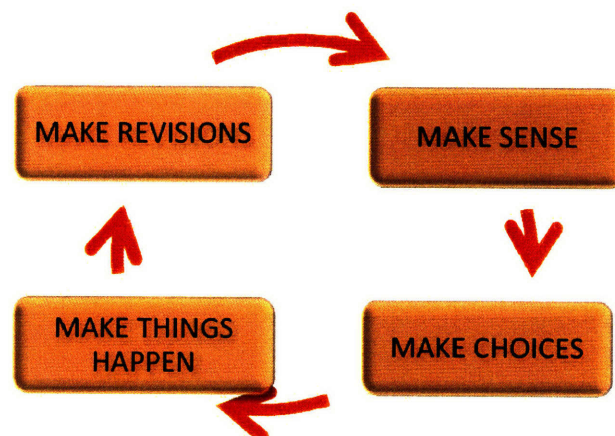 MAKE REVISIONS
MAKE SENSE
MAKE THINGS
HAPPEN
MAKE CHOICES